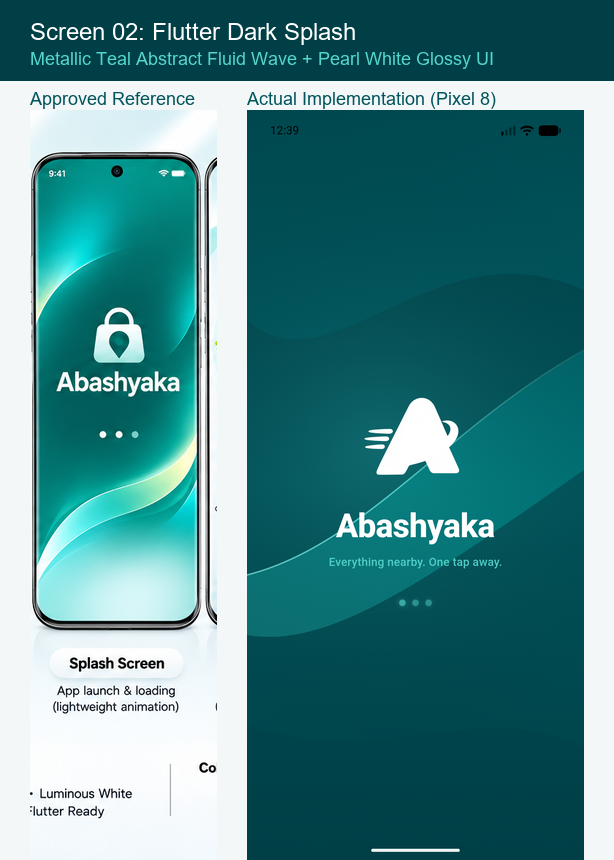 Screen 02: Flutter Dark Splash
Metallic Teal Abstract Fluid Wave + Pearl White Glossy UI
Approved Reference
Actual Implementation (Pixel 8)
9:41
Abashyaka
Splash Screen
App launch & loading
(lightweight animation)
Co
• Luminous White
Flutter Ready
12:39
Abashyaka
Everything nearby. One tap away.